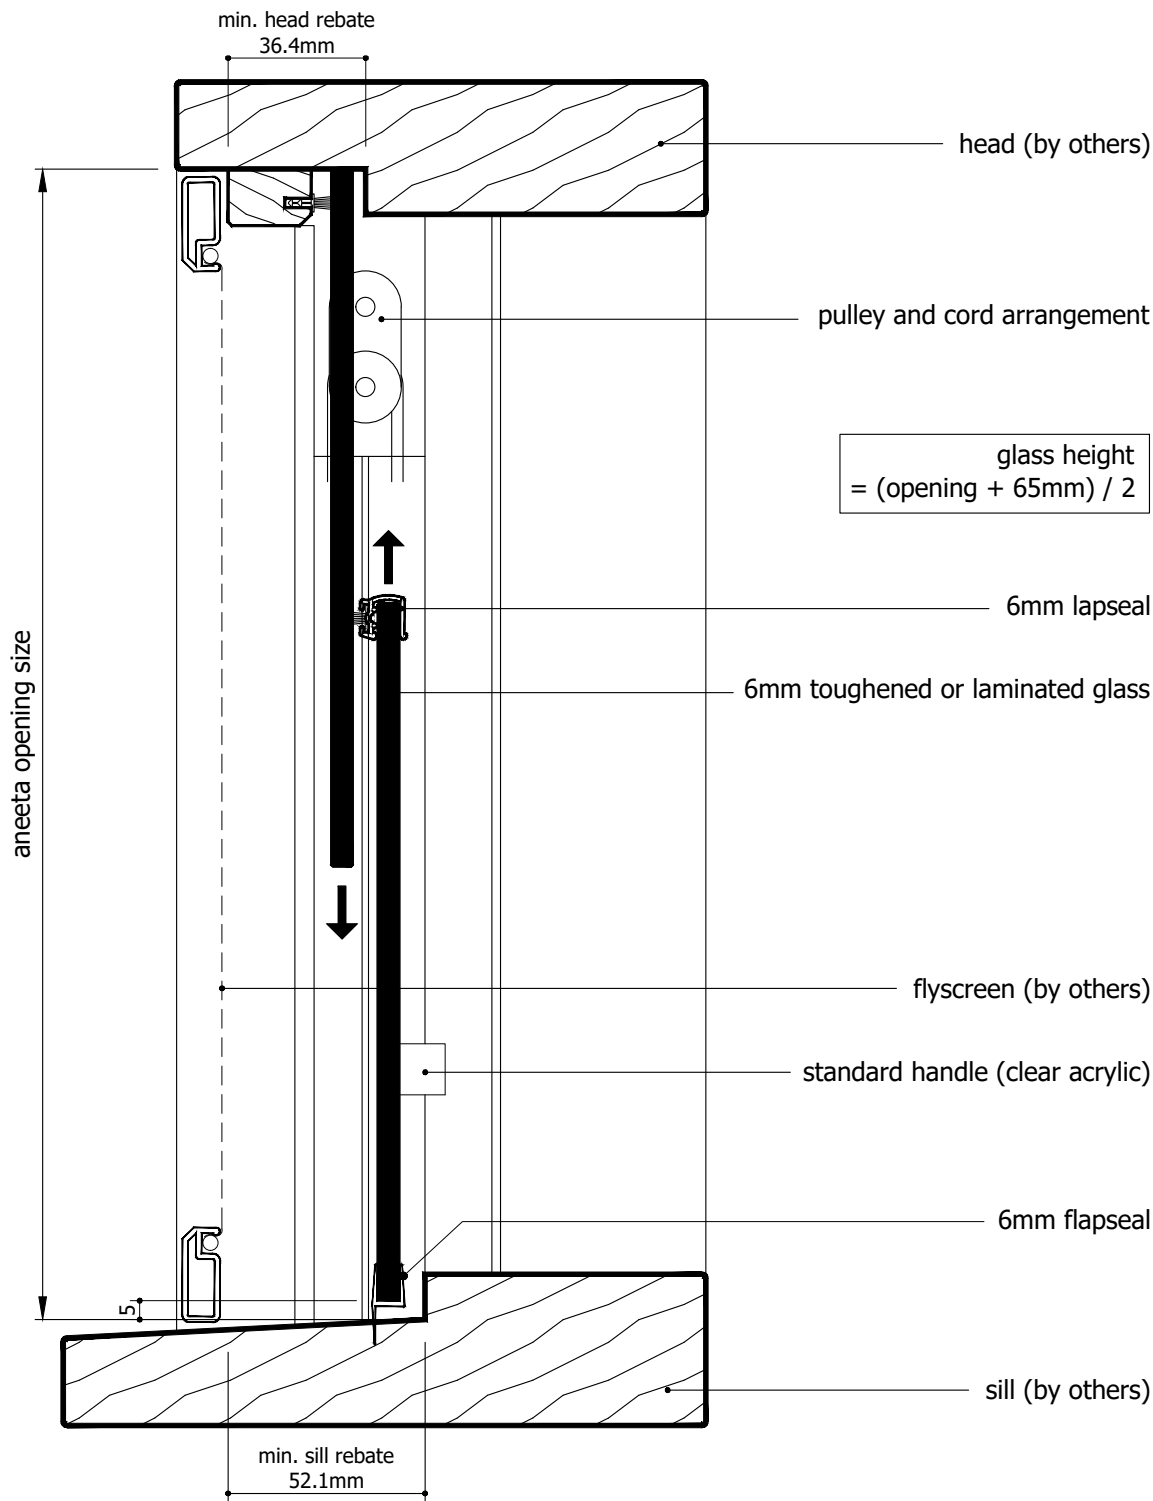 min. head rebate
36.4mm
head (by others)
pulley and cord arrangement
glass height
= (opening + 65mm) / 2
6mm lapseal
aneeta opening size
6mm toughened or laminated glass
flyscreen (by others)
standard handle (clear acrylic)
6mm flapseal
5
sill (by others)
min. sill rebate
52.1mm